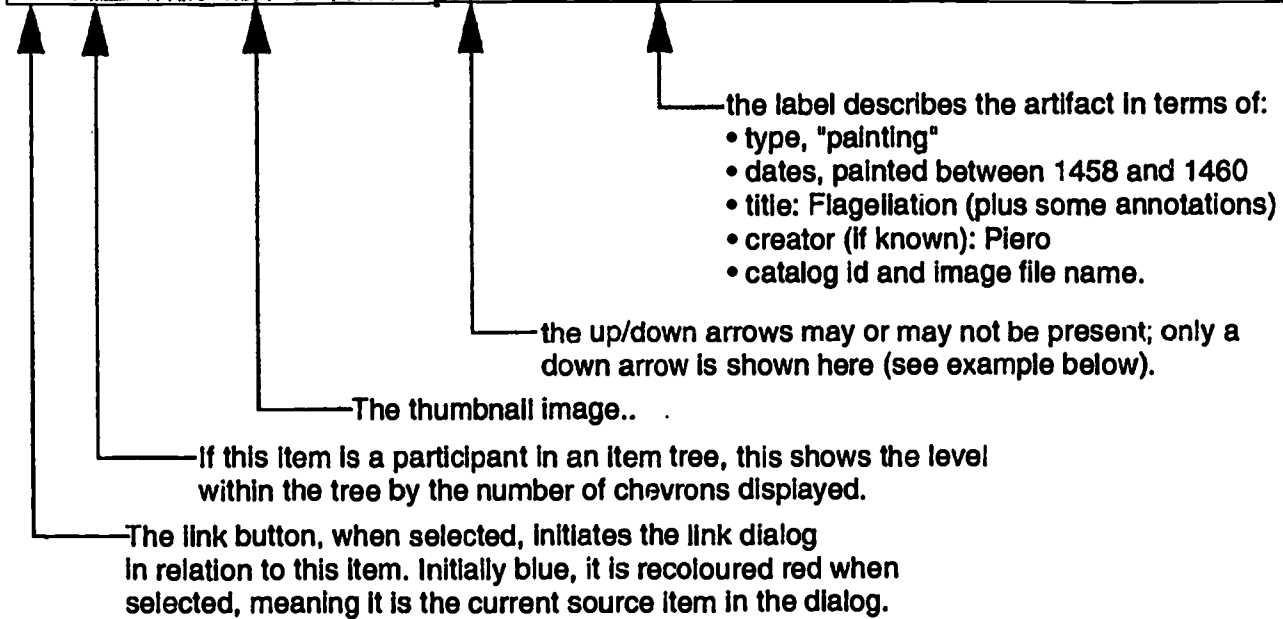 the label describes the artifact in terms of:
• type, "painting"
• dates, painted between 1458 and 1460
• title: Flagellation (plus some annotations)
• creator (if known): Piero
• catalog id and image file name.
the up/down arrows may or may not be present; only a
down arrow is shown here (see example below).
The thumbnail image..
If this item is a participant in an item tree, this shows the level
within the tree by the number of chevrons displayed.
The link button, when selected, initiates the link dialog
in relation to this item. Initially blue, it is recoloured red when
selected, meaning it is the current source item in the dialog.